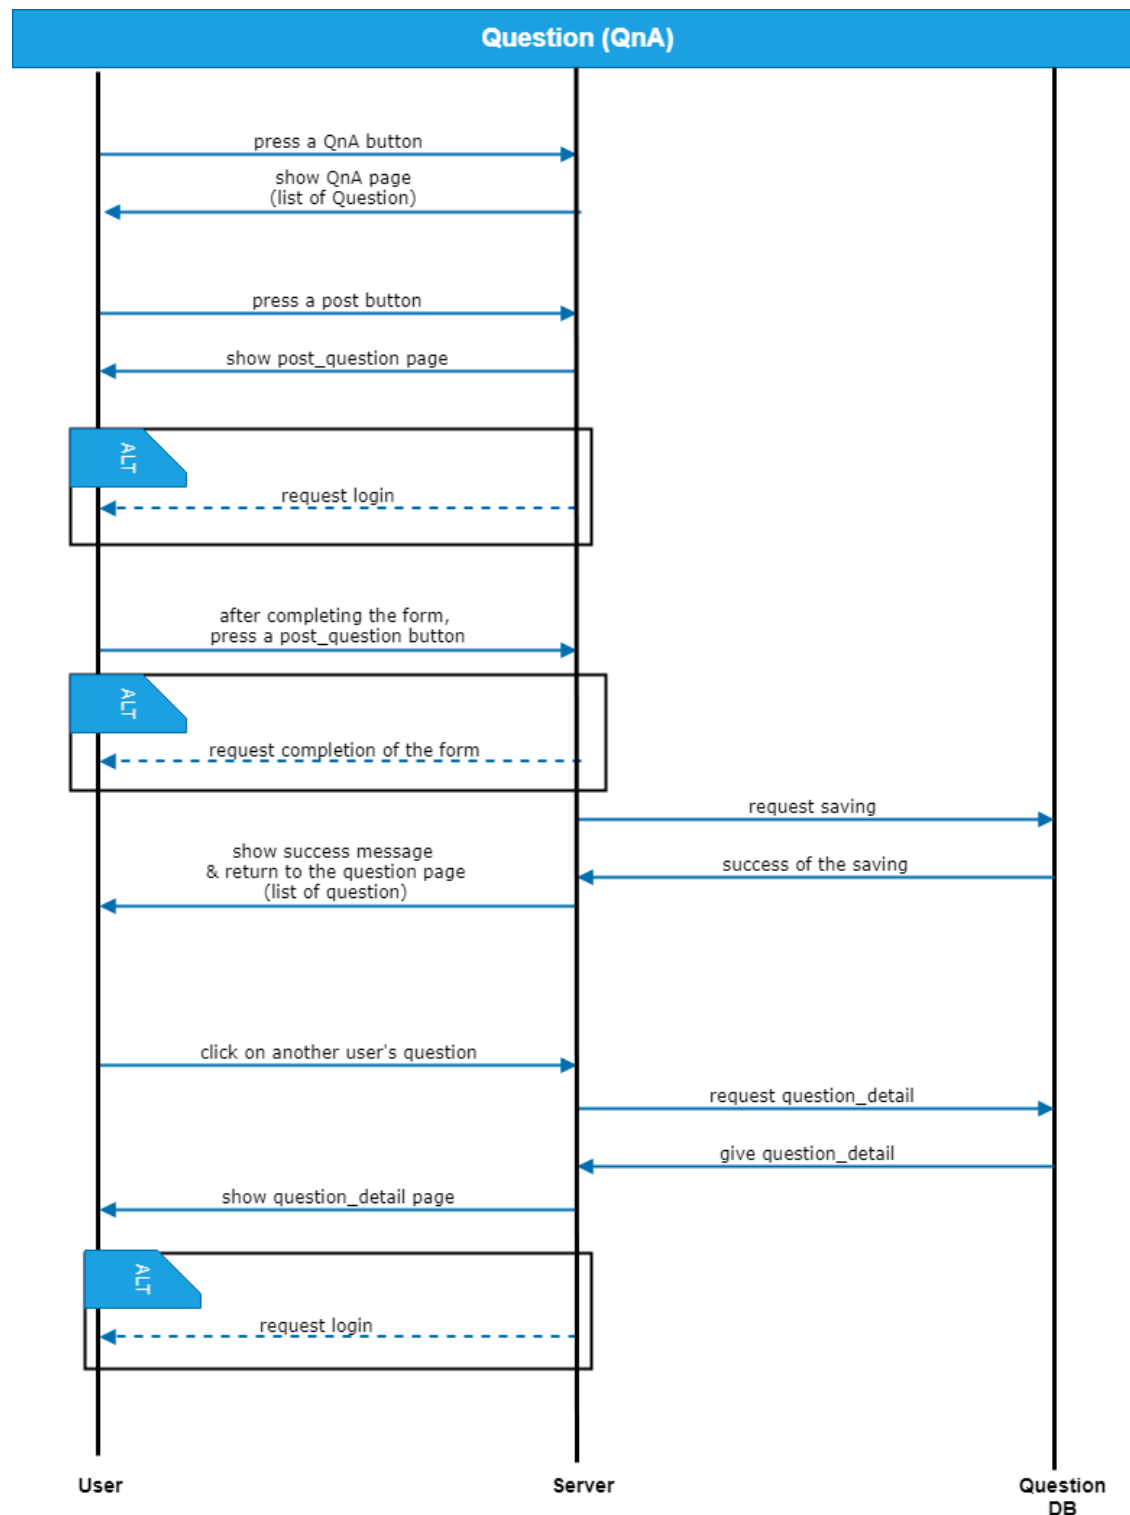 Question (QnA)
press a QnA button
show QnA page
(list of Question)
press a post button
show post_question page
ALT
request login
after completing the form,
press a post_question button
ALT
request completion of the form
request saving
show success message
& return to the question page
(list of question)
success of the saving
click on another user's question
request question_detail
give question_detail
show question_detail page
ALT
request login
User
Server
Question
DB